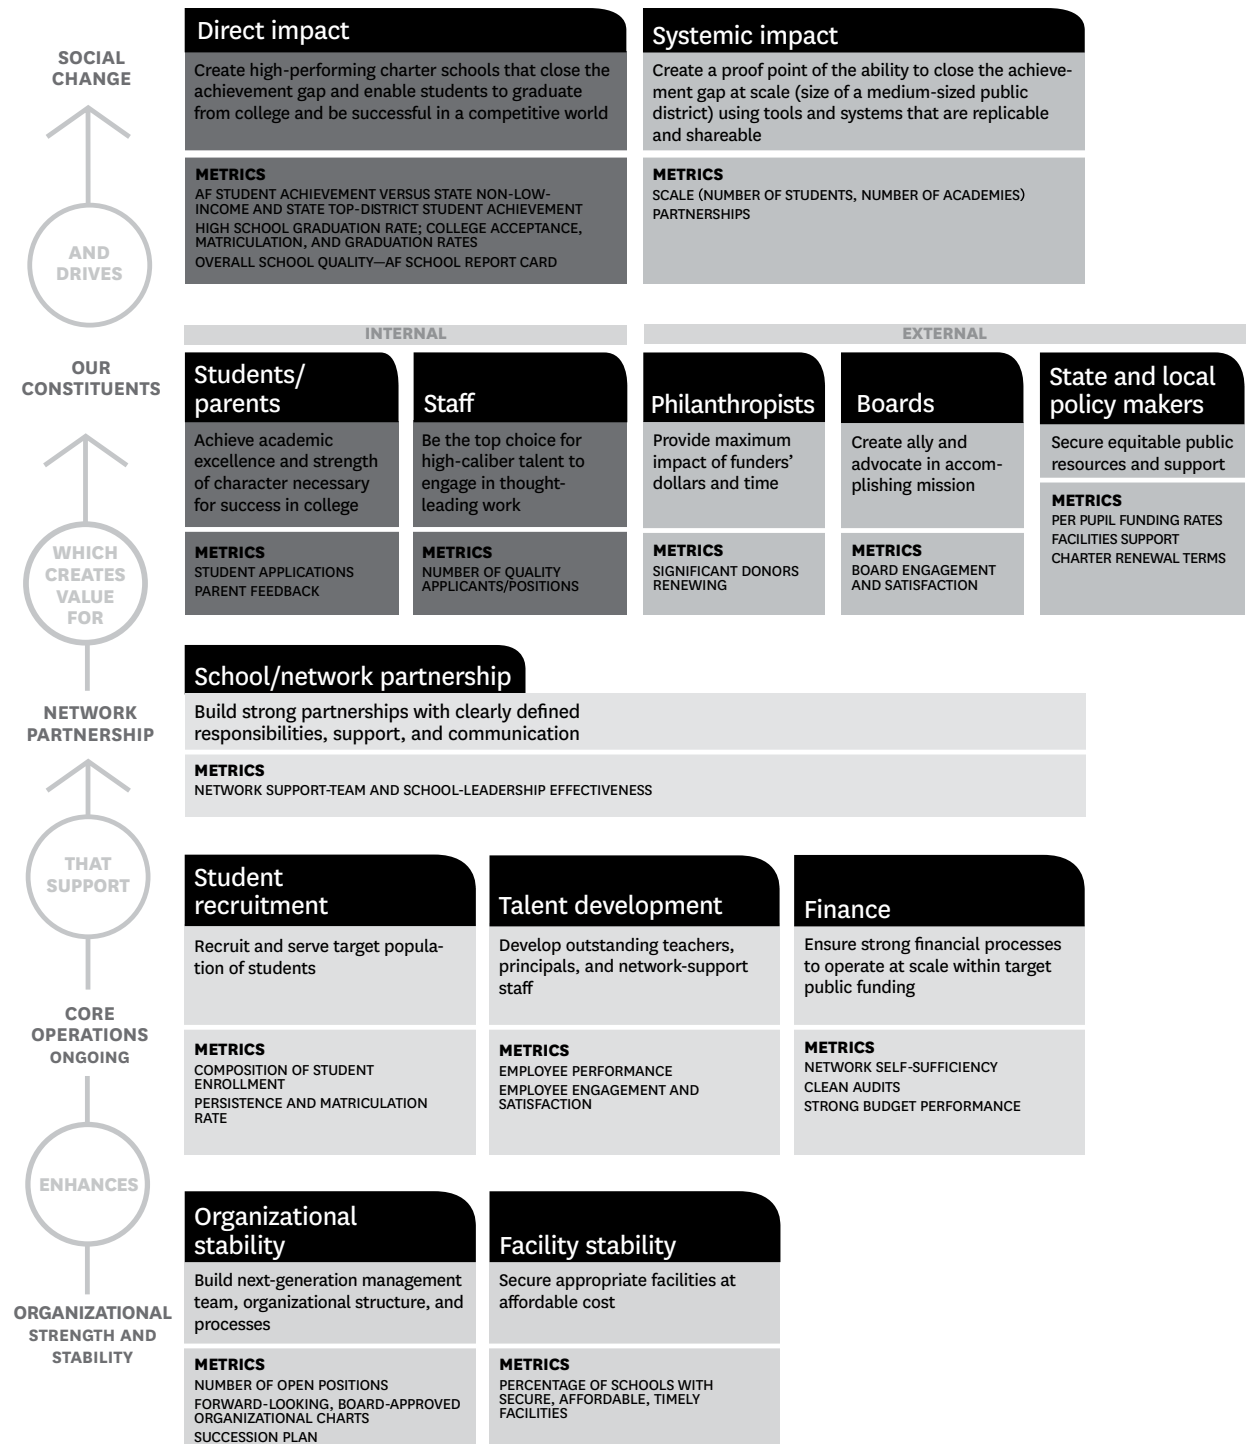 SOCIAL
CHANGE
Direct impact
Create high-performing charter schools that close the
achievement gap and enable students to graduate
from college and be successful in a competitive world
METRICS
AF STUDENT ACHIEVEMENT VERSUS STATE NON-LOW-
INCOME AND STATE TOP-DISTRICT STUDENT ACHIEVEMENT
HIGH SCHOOL GRADUATION RATE; COLLEGE ACCEPTANCE,
MATRICULATION, AND GRADUATION RATES
OVERALL SCHOOL QUALITY—AF SCHOOL REPORT CARD
Systemic impact
Create a proof point of the ability to close the achieve-
ment gap at scale (size of a medium-sized public
district) using tools and systems that are replicable
and shareable
METRICS
SCALE (NUMBER OF STUDENTS, NUMBER OF ACADEMIES)
PARTNERSHIPS
AND
DRIVES
OUR
CONSTITUENTS
INTERNAL
Students/
parents
Achieve academic
excellence and strength
of character necessary
for success in college
METRICS
STUDENT APPLICATIONS
PARENT FEEDBACK
Staff
Be the top choice for
high-caliber talent to
engage in thought-
leading work
METRICS
NUMBER OF QUALITY
APPLICANTS/POSITIONS
EXTERNAL
Philanthropists
Provide maximum
impact of funders'
dollars and time
METRICS
SIGNIFICANT DONORS
RENEWING
Boards
Create ally and
advocate in accom-
plishing mission
METRICS
BOARD ENGAGEMENT
AND SATISFACTION
State and local
policy makers
Secure equitable public
resources and support
METRICS
PER PUPIL FUNDING RATES
FACILITIES SUPPORT
CHARTER RENEWAL TERMS
WHICH
CREATES
VALUE
FOR
NETWORK
PARTNERSHIP
School/network partnership
Build strong partnerships with clearly defined
responsibilities, support, and communication
METRICS
NETWORK SUPPORT-TEAM AND SCHOOL-LEADERSHIP EFFECTIVENESS
THAT
SUPPORT
CORE
OPERATIONS
ONGOING
Student
recruitment
Recruit and serve target popula-
tion of students
METRICS
COMPOSITION OF STUDENT
ENROLLMENT
PERSISTENCE AND MATRICULATION
RATE
Talent development
Develop outstanding teachers,
principals, and network-support
staff
METRICS
EMPLOYEE PERFORMANCE
EMPLOYEE ENGAGEMENT AND
SATISFACTION
Finance
Ensure strong financial processes
to operate at scale within target
public funding
METRICS
NETWORK SELF-SUFFICIENCY
CLEAN AUDITS
STRONG BUDGET PERFORMANCE
ENHANCES
ORGANIZATIONAL
STRENGTH AND
STABILITY
Organizational
stability
Build next-generation management
team, organizational structure, and
processes
METRICS
NUMBER OF OPEN POSITIONS
FORWARD-LOOKING, BOARD-APPROVED
ORGANIZATIONAL CHARTS
SUCCESSION PLAN
Facility stability
Secure appropriate facilities at
affordable cost
METRICS
PERCENTAGE OF SCHOOLS WITH
SECURE, AFFORDABLE, TIMELY
FACILITIES